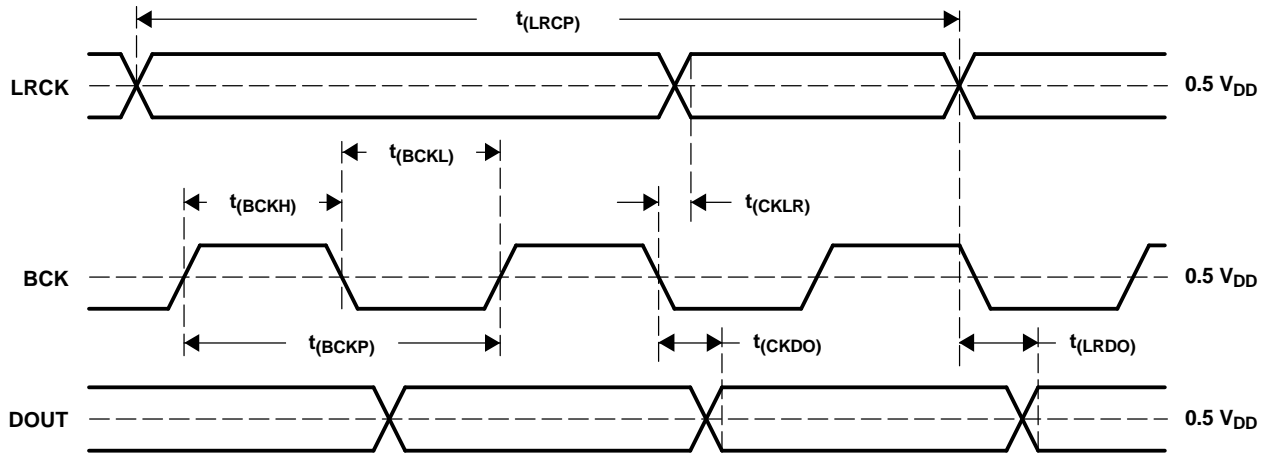 t(LRCP)
LRCK
0.5 VDD
t(BCKL)
t(BCKH)
t(CKLR)
BCK
0.5 VDD
t(BCKP)
t(CKDO)
t(LRDO)
DOUT
0.5 VDD